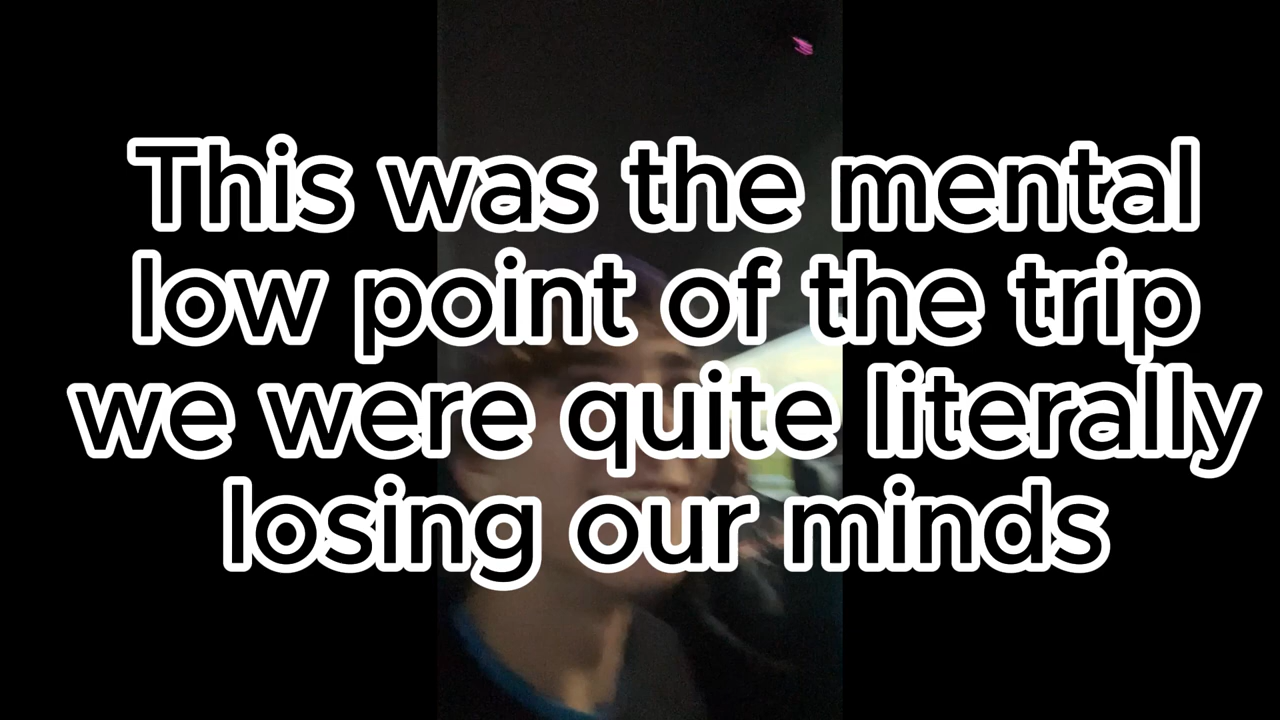 This was the mental
low point of the trip
we were quite literally
losing our minds